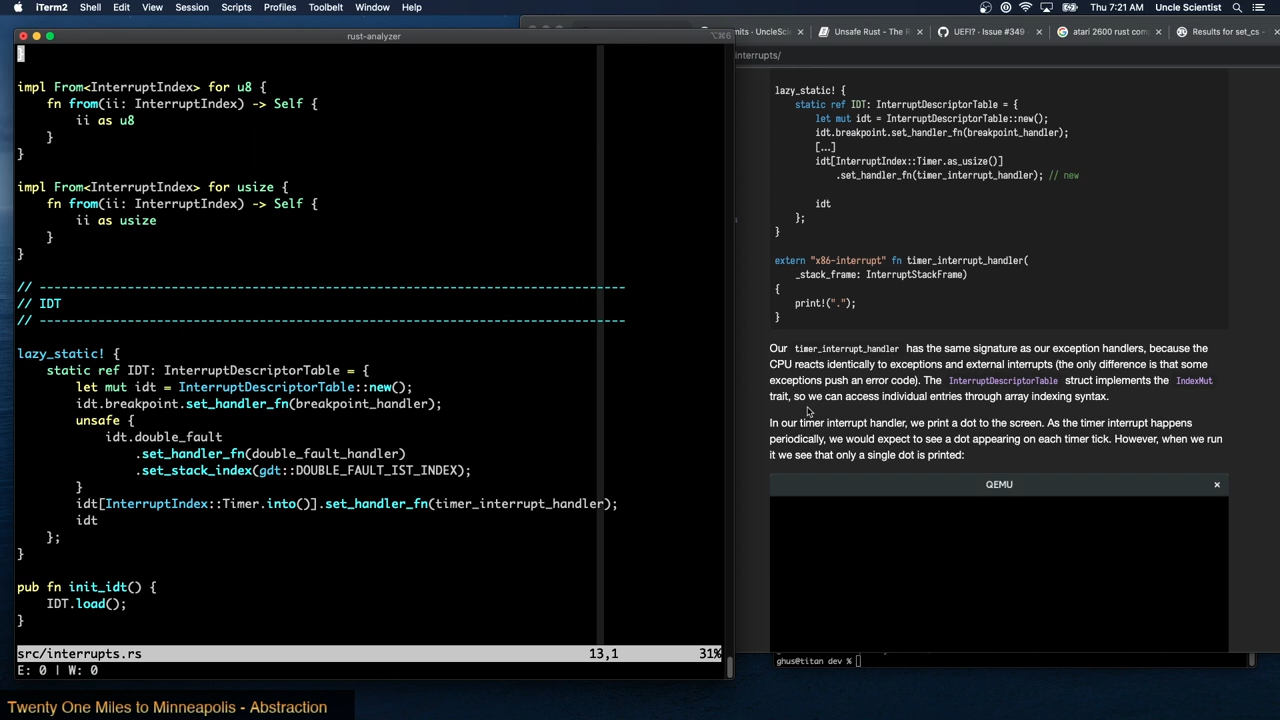 iTerm2 Shell Edit View Session Scripts Profiles Toolbelt Window Help Thu 7:21 AM Uncle Scientist
rust-analyzer ⌥⌘6
mits · UncleScie Unsafe Rust - The R UEFI? · Issue #349 atari 2600 rust comp Results for set_cs -
interrupts/
}
impl From<InterruptIndex> for u8 {
fn from(ii: InterruptIndex) -> Self {
ii as u8
}
}
impl From<InterruptIndex> for usize {
fn from(ii: InterruptIndex) -> Self {
ii as usize
}
}
// -------------------------------------------------------------------------------
// IDT
// -------------------------------------------------------------------------------
lazy_static! {
static ref IDT: InterruptDescriptorTable = {
let mut idt = InterruptDescriptorTable::new();
idt.breakpoint.set_handler_fn(breakpoint_handler);
unsafe {
idt.double_fault
.set_handler_fn(double_fault_handler)
.set_stack_index(gdt::DOUBLE_FAULT_IST_INDEX);
}
idt[InterruptIndex::Timer.into()].set_handler_fn(timer_interrupt_handler);
idt
};
}
pub fn init_idt() {
IDT.load();
}
src/interrupts.rs 13,1 31%
E: 0 | W: 0
lazy_static! {
static ref IDT: InterruptDescriptorTable = {
let mut idt = InterruptDescriptorTable::new();
idt.breakpoint.set_handler_fn(breakpoint_handler);
[…]
idt[InterruptIndex::Timer.as_usize()]
.set_handler_fn(timer_interrupt_handler); // new
idt
};
}
extern "x86-interrupt" fn timer_interrupt_handler(
_stack_frame: InterruptStackFrame)
{
print!(".");
}
Our timer_interrupt_handler has the same signature as our exception handlers, because the
CPU reacts identically to exceptions and external interrupts (the only difference is that some
exceptions push an error code). The InterruptDescriptorTable struct implements the IndexMut
trait, so we can access individual entries through array indexing syntax.
In our timer interrupt handler, we print a dot to the screen. As the timer interrupt happens
periodically, we would expect to see a dot appearing on each timer tick. However, when we run
it we see that only a single dot is printed:
QEMU ×
ghus@titan dev %
Twenty One Miles to Minneapolis - Abstraction